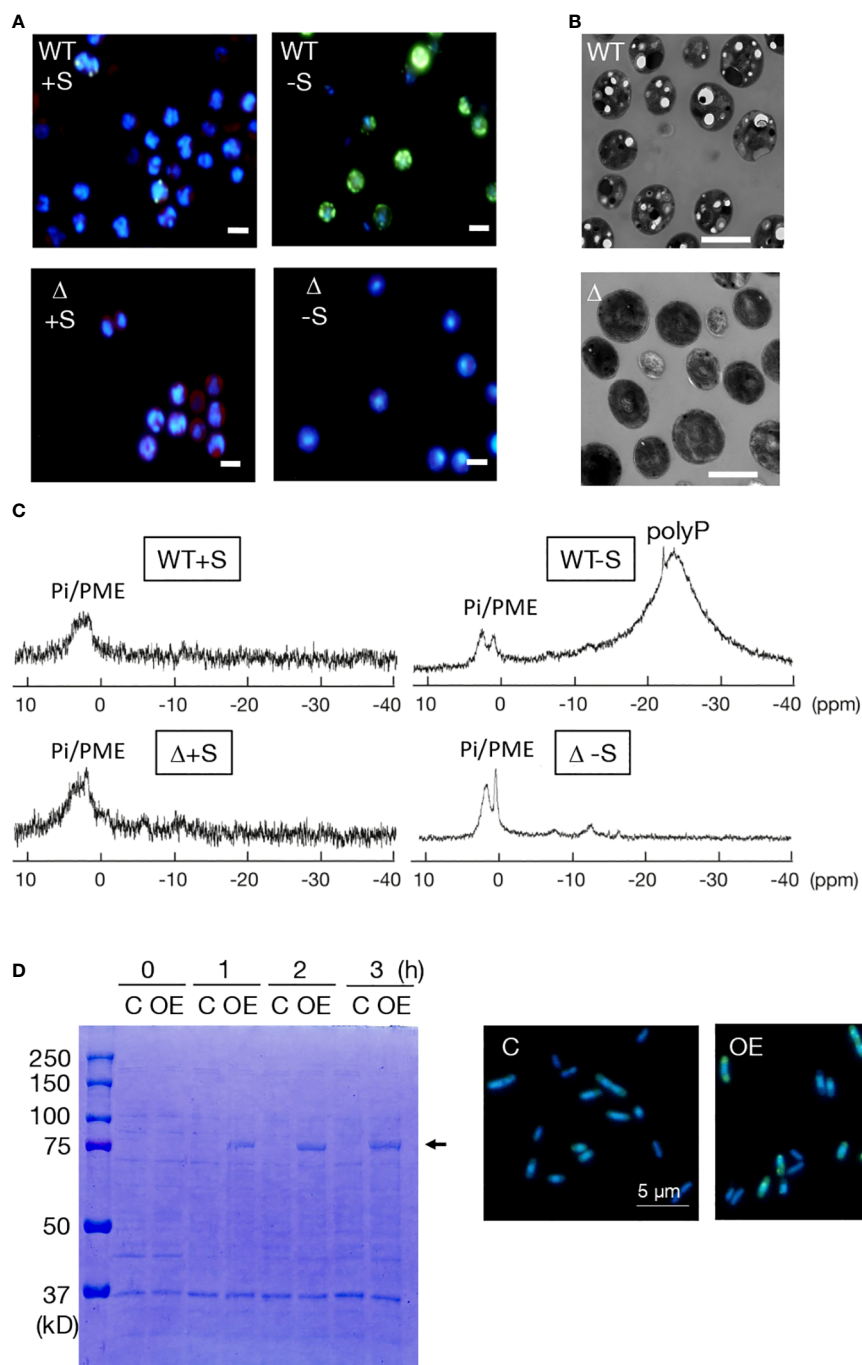 A
WT
+S
WT
-S
Δ
+S
Δ
-S
B
WT
Δ
C
WT+S
Pi/PME
10 0 -10 -20 -30 -40
WT-S
polyP
Pi/PME
10 0 -10 -20 -30 -40 (ppm)
Δ+S
Pi/PME
10 0 -10 -20 -30 -40
Δ -S
Pi/PME
10 0 -10 -20 -30 -40 (ppm)
D
0 1 2 3 (h)
C OE C OE C OE C OE
250
150
100
75
50
37
(kD)
C
5 µm
OE